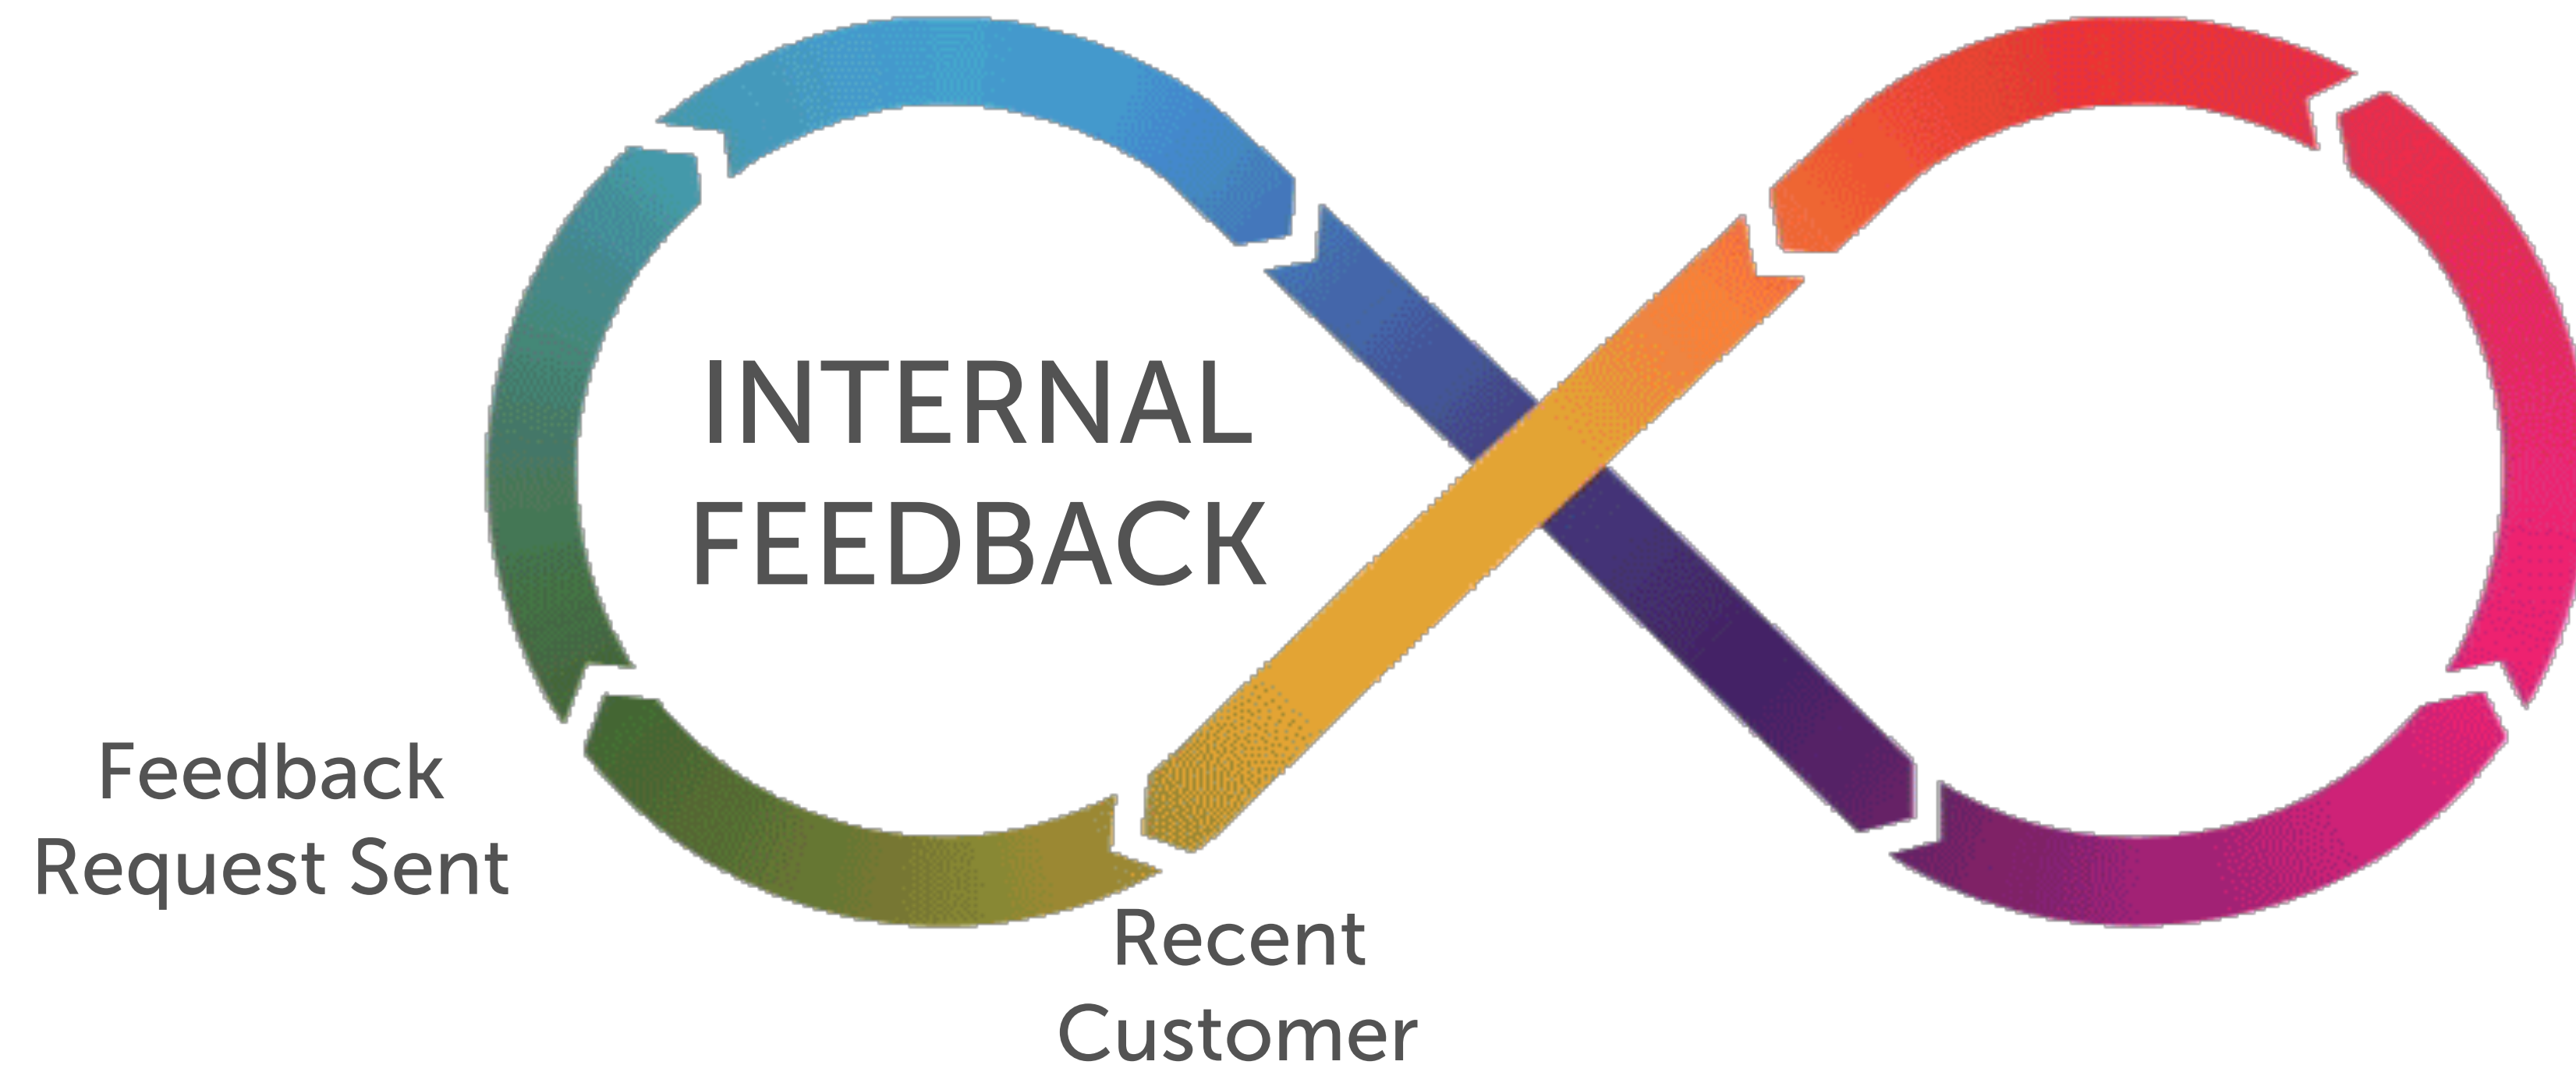 INTERNAL
FEEDBACK
Feedback
Request Sent
Recent
Customer